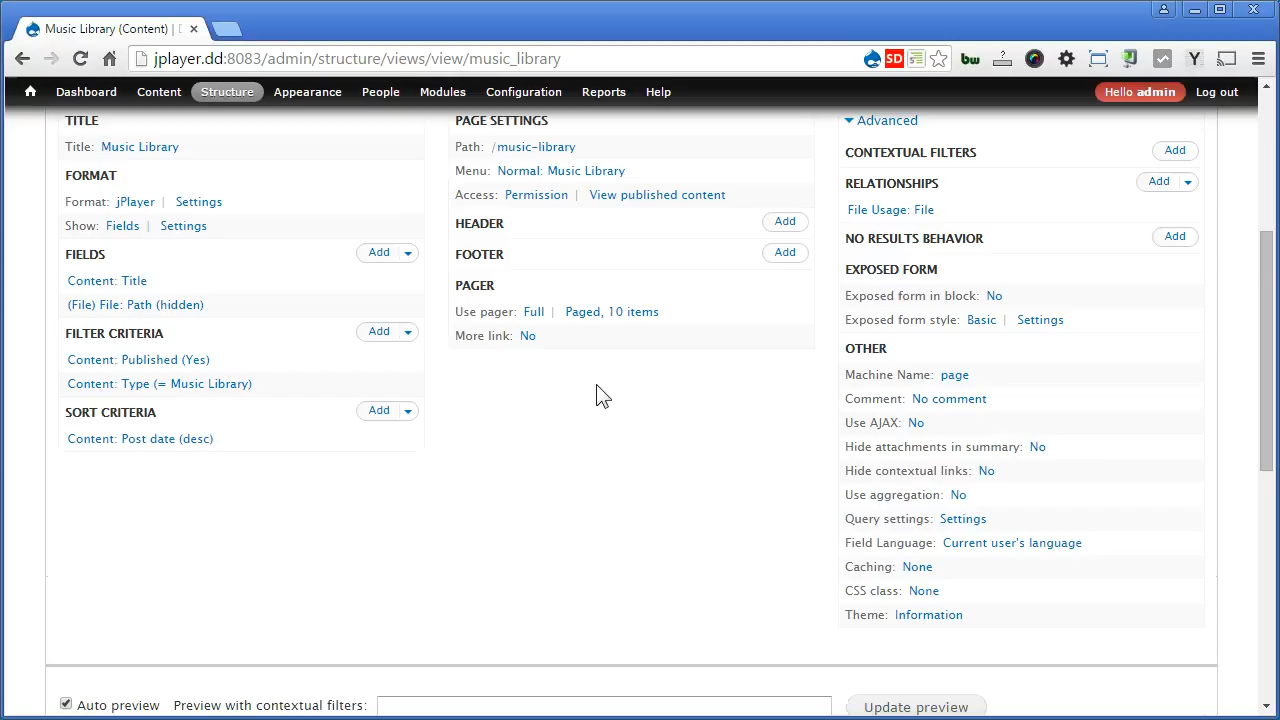 Music Library (Content) |
jplayer.dd:8083/admin/structure/views/view/music_library
SD
bw
Y
Dashboard Content Structure Appearance People Modules Configuration Reports Help Hello admin Log out
TITLE
Title: Music Library
FORMAT
Format: jPlayer | Settings
Show: Fields | Settings
FIELDS Add
Content: Title
(File) File: Path (hidden)
FILTER CRITERIA Add
Content: Published (Yes)
Content: Type (= Music Library)
SORT CRITERIA Add
Content: Post date (desc)
PAGE SETTINGS
Path: /music-library
Menu: Normal: Music Library
Access: Permission | View published content
HEADER Add
FOOTER Add
PAGER
Use pager: Full | Paged, 10 items
More link: No
Advanced
CONTEXTUAL FILTERS Add
RELATIONSHIPS Add
File Usage: File
NO RESULTS BEHAVIOR Add
EXPOSED FORM
Exposed form in block: No
Exposed form style: Basic | Settings
OTHER
Machine Name: page
Comment: No comment
Use AJAX: No
Hide attachments in summary: No
Hide contextual links: No
Use aggregation: No
Query settings: Settings
Field Language: Current user's language
Caching: None
CSS class: None
Theme: Information
Auto preview Preview with contextual filters: Update preview